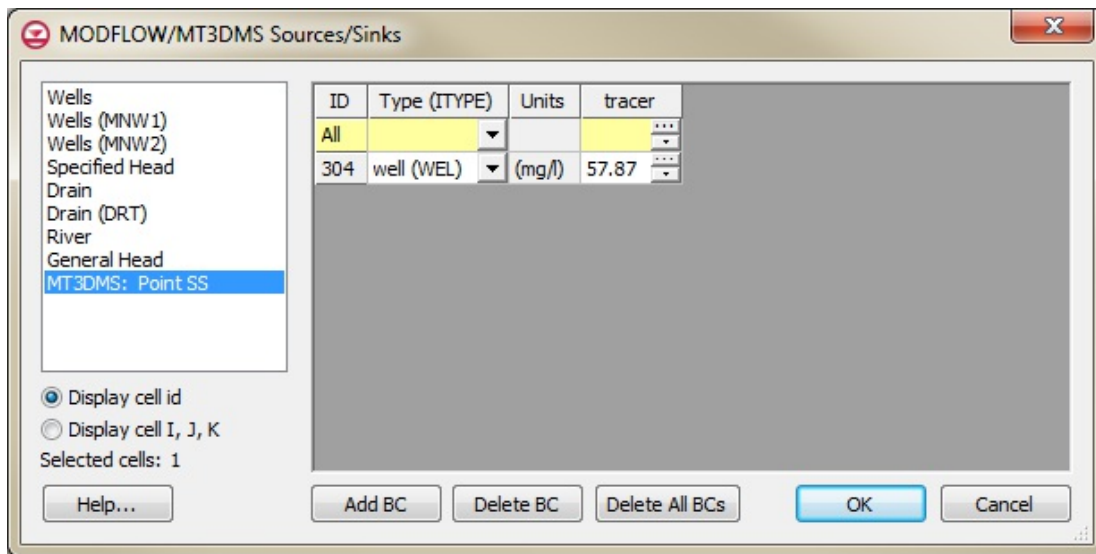 MODFLOW/MT3DMS Sources/Sinks
Wells
Wells (MNW1)
Wells (MNW2)
Specified Head
Drain
Drain (DRT)
River
General Head
MT3DMS: Point SS
ID Type (ITYPE) Units tracer
All
304 well (WEL) (mg/l) 57.87
Display cell id
Display cell I, J, K
Selected cells: 1
Help... Add BC Delete BC Delete All BCs OK Cancel